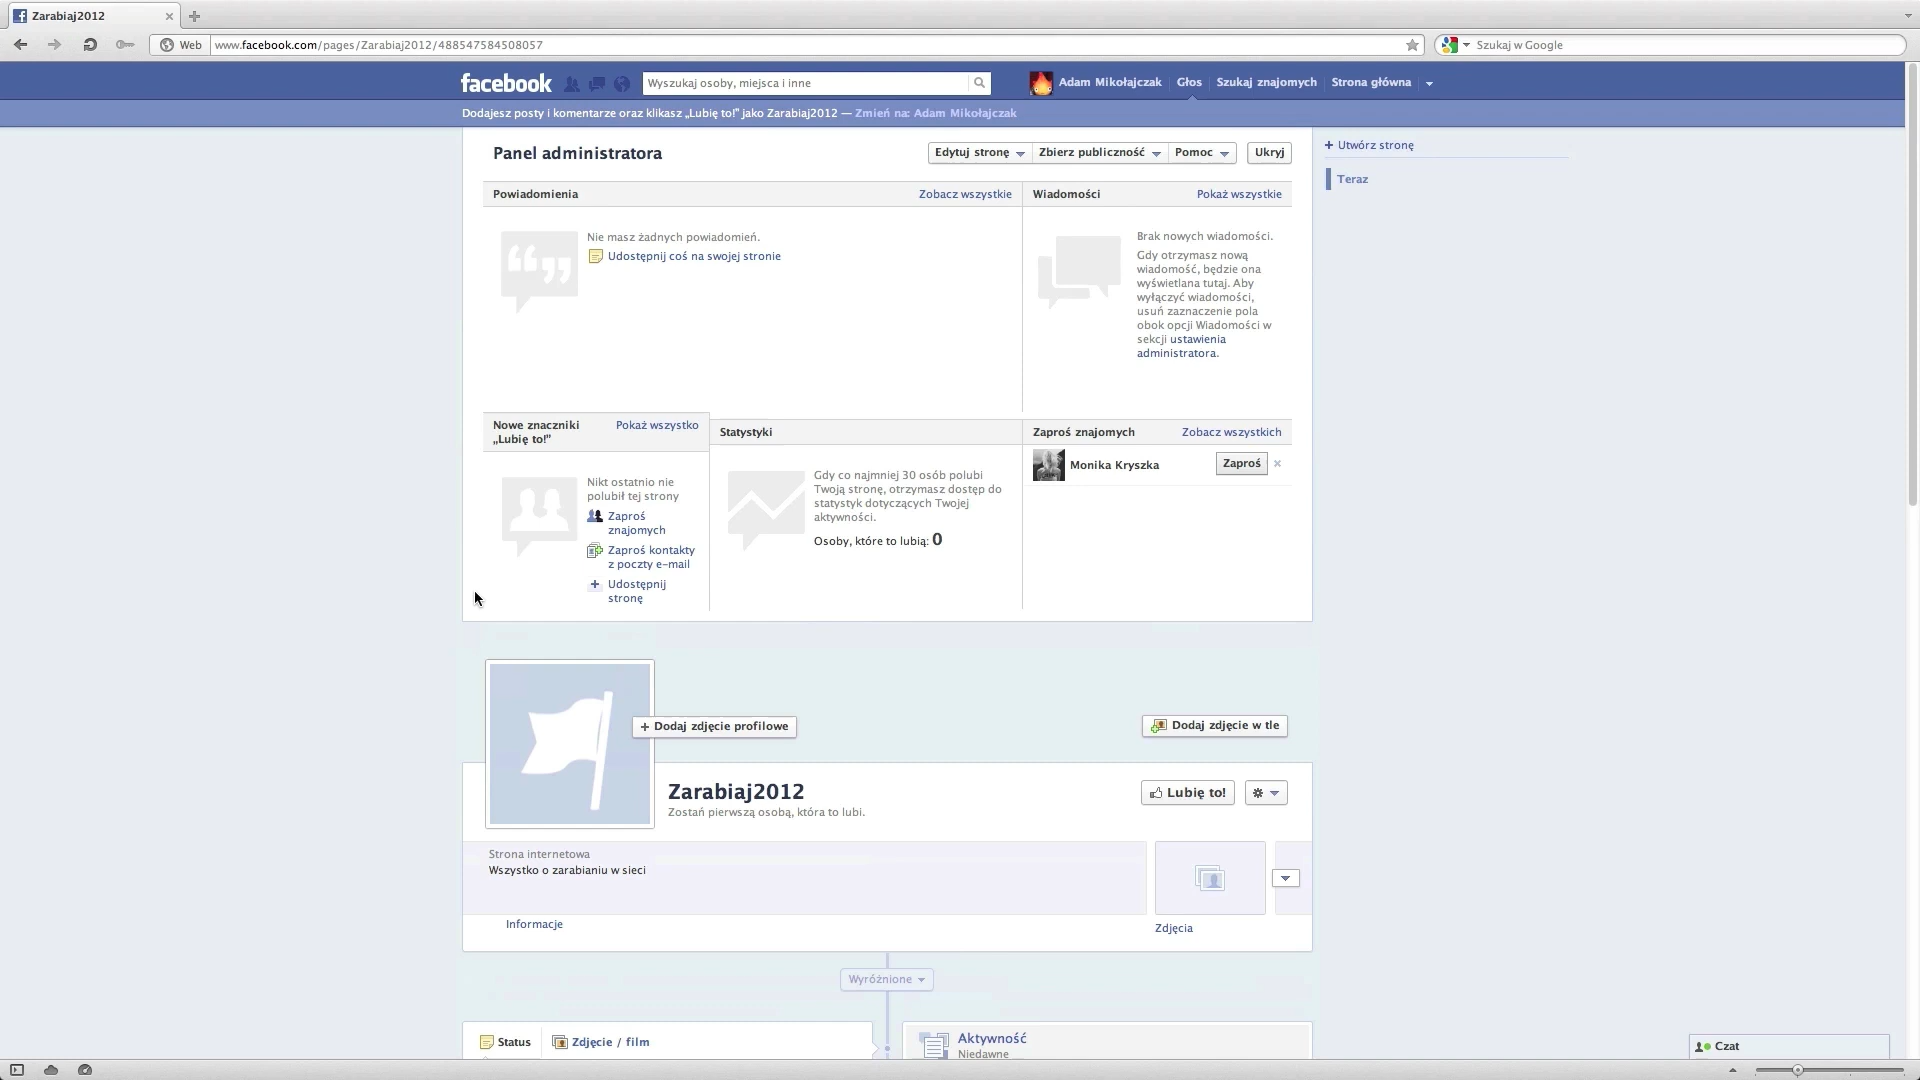 Zarabiaj2012
Web
www.facebook.com/pages/Zarabiaj2012/488547584508057
Szukaj w Google
facebook
Wyszukaj osoby, miejsca i inne
Adam Mikołajczak
Głos
Szukaj znajomych
Strona główna
Dodajesz posty i komentarze oraz klikasz „Lubię to!” jako Zarabiaj2012 — Zmień na: Adam Mikołajczak
Panel administratora
Edytuj stronę
Zbierz publiczność
Pomoc
Ukryj
+ Utwórz stronę
Teraz
Powiadomienia
Zobacz wszystkie
Wiadomości
Pokaż wszystkie
Nie masz żadnych powiadomień.
Udostępnij coś na swojej stronie
Brak nowych wiadomości.
Gdy otrzymasz nową
wiadomość, będzie ona
wyświetlana tutaj. Aby
wyłączyć wiadomości,
usuń zaznaczenie pola
obok opcji Wiadomości w
sekcji ustawienia
administratora.
Nowe znaczniki
„Lubię to!”
Pokaż wszystko
Statystyki
Zaproś znajomych
Zobacz wszystkich
Nikt ostatnio nie
polubił tej strony
Zaproś
znajomych
Zaproś kontakty
z poczty e-mail
+ Udostępnij
stronę
Gdy co najmniej 30 osób polubi
Twoją stronę, otrzymasz dostęp do
statystyk dotyczących Twojej
aktywności.
Osoby, które to lubią: 0
Monika Kryszka
Zaproś
+ Dodaj zdjęcie profilowe
Dodaj zdjęcie w tle
Zarabiaj2012
Zostań pierwszą osobą, która to lubi.
Lubię to!
Strona internetowa
Wszystko o zarabianiu w sieci
Informacje
Zdjęcia
Wyróżnione
Status
Zdjęcie / film
Aktywność
Niedawne
Czat